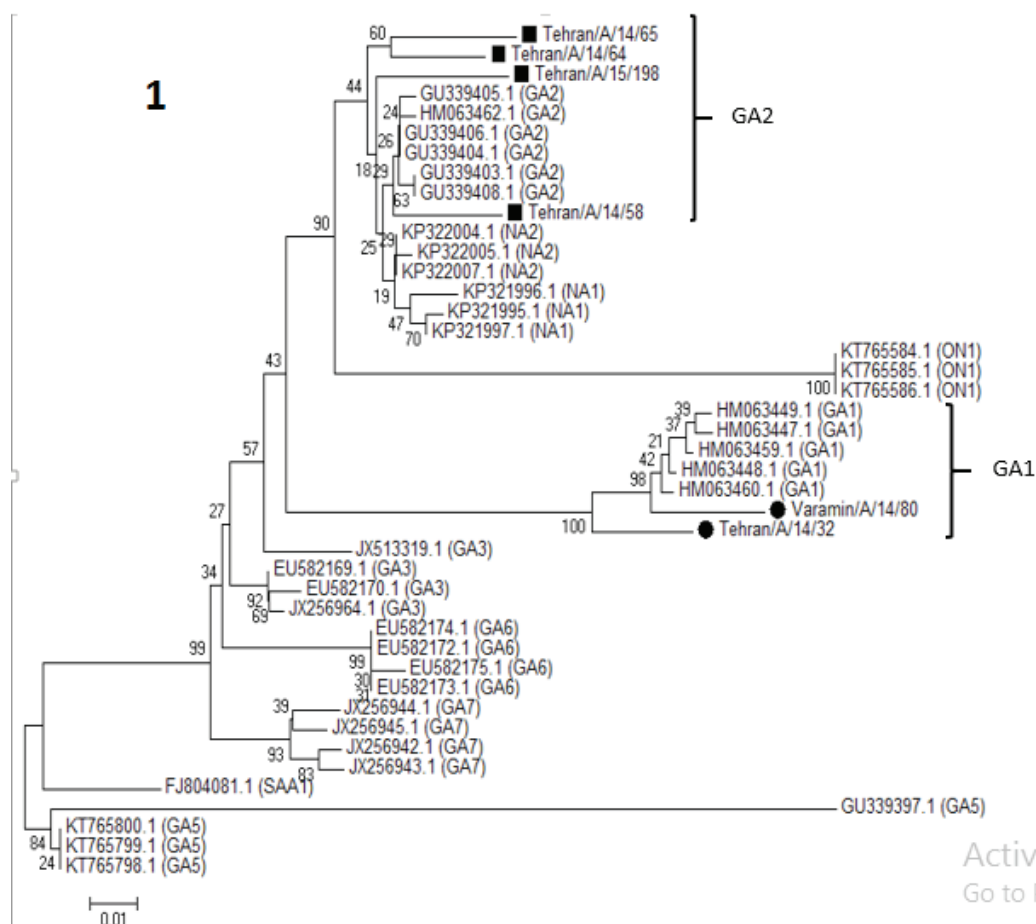 1
60
Tehran/A/14/65
Tehran/A/14/64
44
Tehran/A/15/198
GU339405.1 (GA2)
24
HM063462.1 (GA2)
GA2
26
GU339406.1 (GA2)
GU339404.1 (GA2)
18
29
GU339403.1 (GA2)
GU339408.1 (GA2)
63
Tehran/A/14/58
90
29
KP322004.1 (NA2)
25
KP322005.1 (NA2)
KP322007.1 (NA2)
19
KP321996.1 (NA1)
KP321995.1 (NA1)
47
70
KP321997.1 (NA1)
43
KT765584.1 (ON1)
KT765585.1 (ON1)
100
KT765586.1 (ON1)
39
HM063449.1 (GA1)
37
HM063447.1 (GA1)
21
HM063459.1 (GA1)
57
42
HM063448.1 (GA1)
GA1
98
HM063460.1 (GA1)
Varamin/A/14/80
100
Tehran/A/14/32
27
JX513319.1 (GA3)
EU582169.1 (GA3)
34
EU582170.1 (GA3)
92
69
JX256964.1 (GA3)
EU582174.1 (GA6)
99
EU582172.1 (GA6)
99
EU582175.1 (GA6)
30
31
EU582173.1 (GA6)
39
JX256944.1 (GA7)
JX256945.1 (GA7)
93
JX256942.1 (GA7)
83
JX256943.1 (GA7)
FJ804081.1 (SAA1)
GU339397.1 (GA5)
KT765800.1 (GA5)
84
KT765799.1 (GA5)
24
KT765798.1 (GA5)
Activ
Go to
0.01